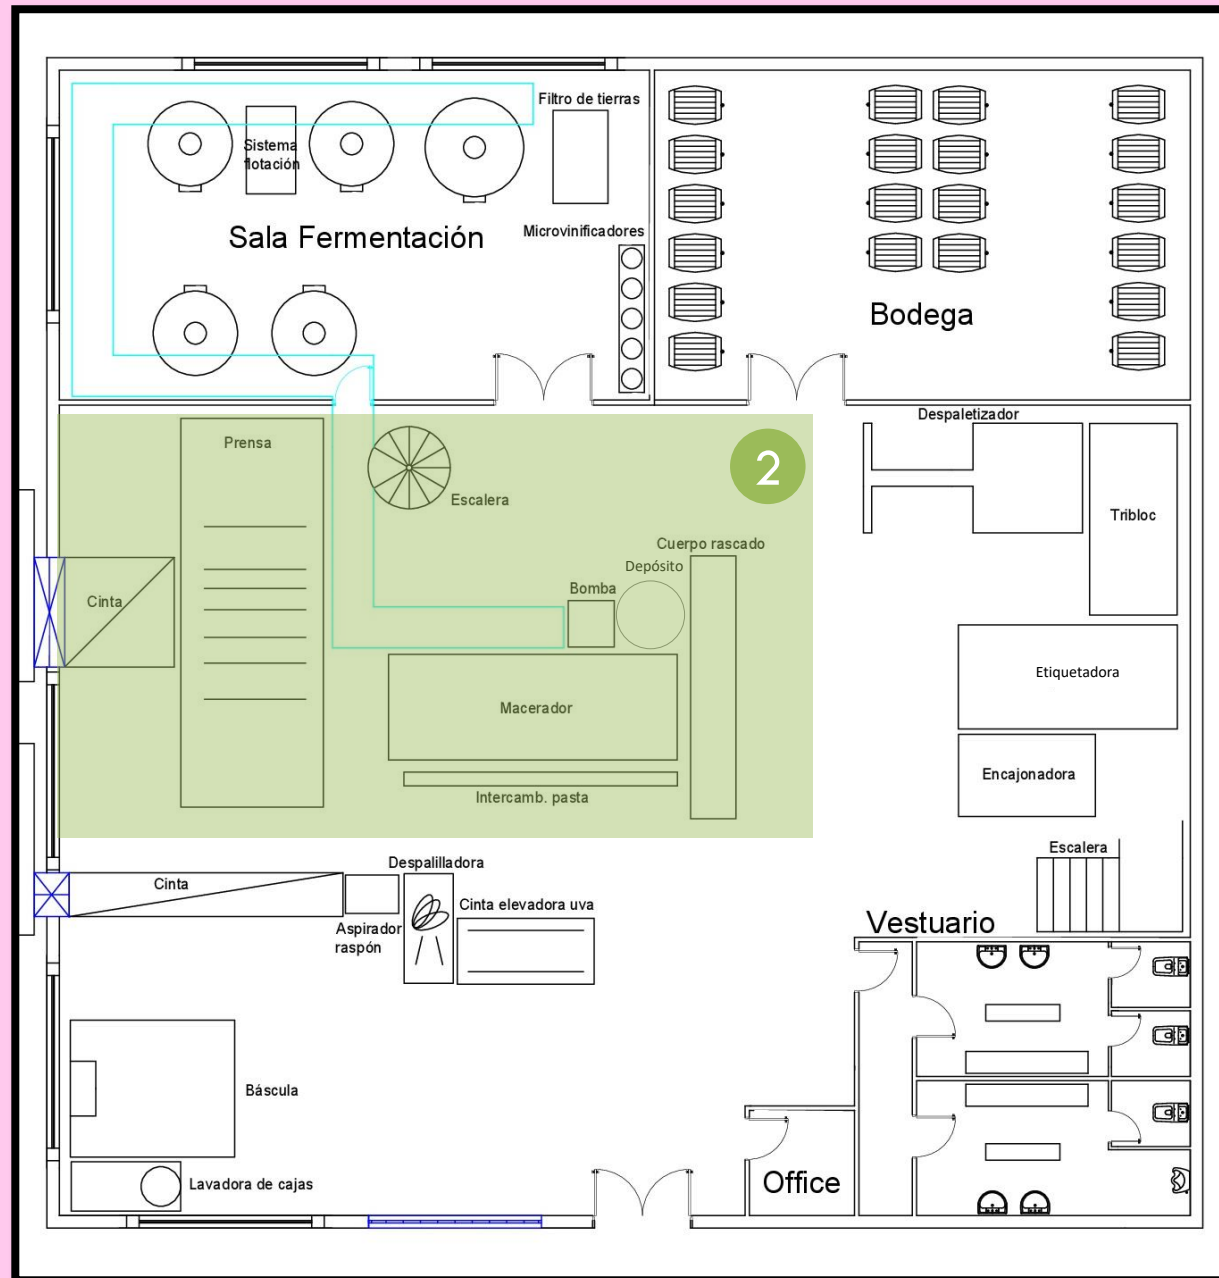 Filtro de tierras
Sistema
flotación
Sala Fermentación
Microvinificadores
Bodega
Despaletizador
Prensa
2
Escalera
Tribloc
Cuerpo rascado
Depósito
Bomba
Cinta
Etiquetadora
Macerador
Encajonadora
Intercamb. pasta
Escalera
Despalilladora
Cinta
Cinta elevadora uva
Aspirador
raspón
Vestuario
Báscula
Lavadora de cajas
Office